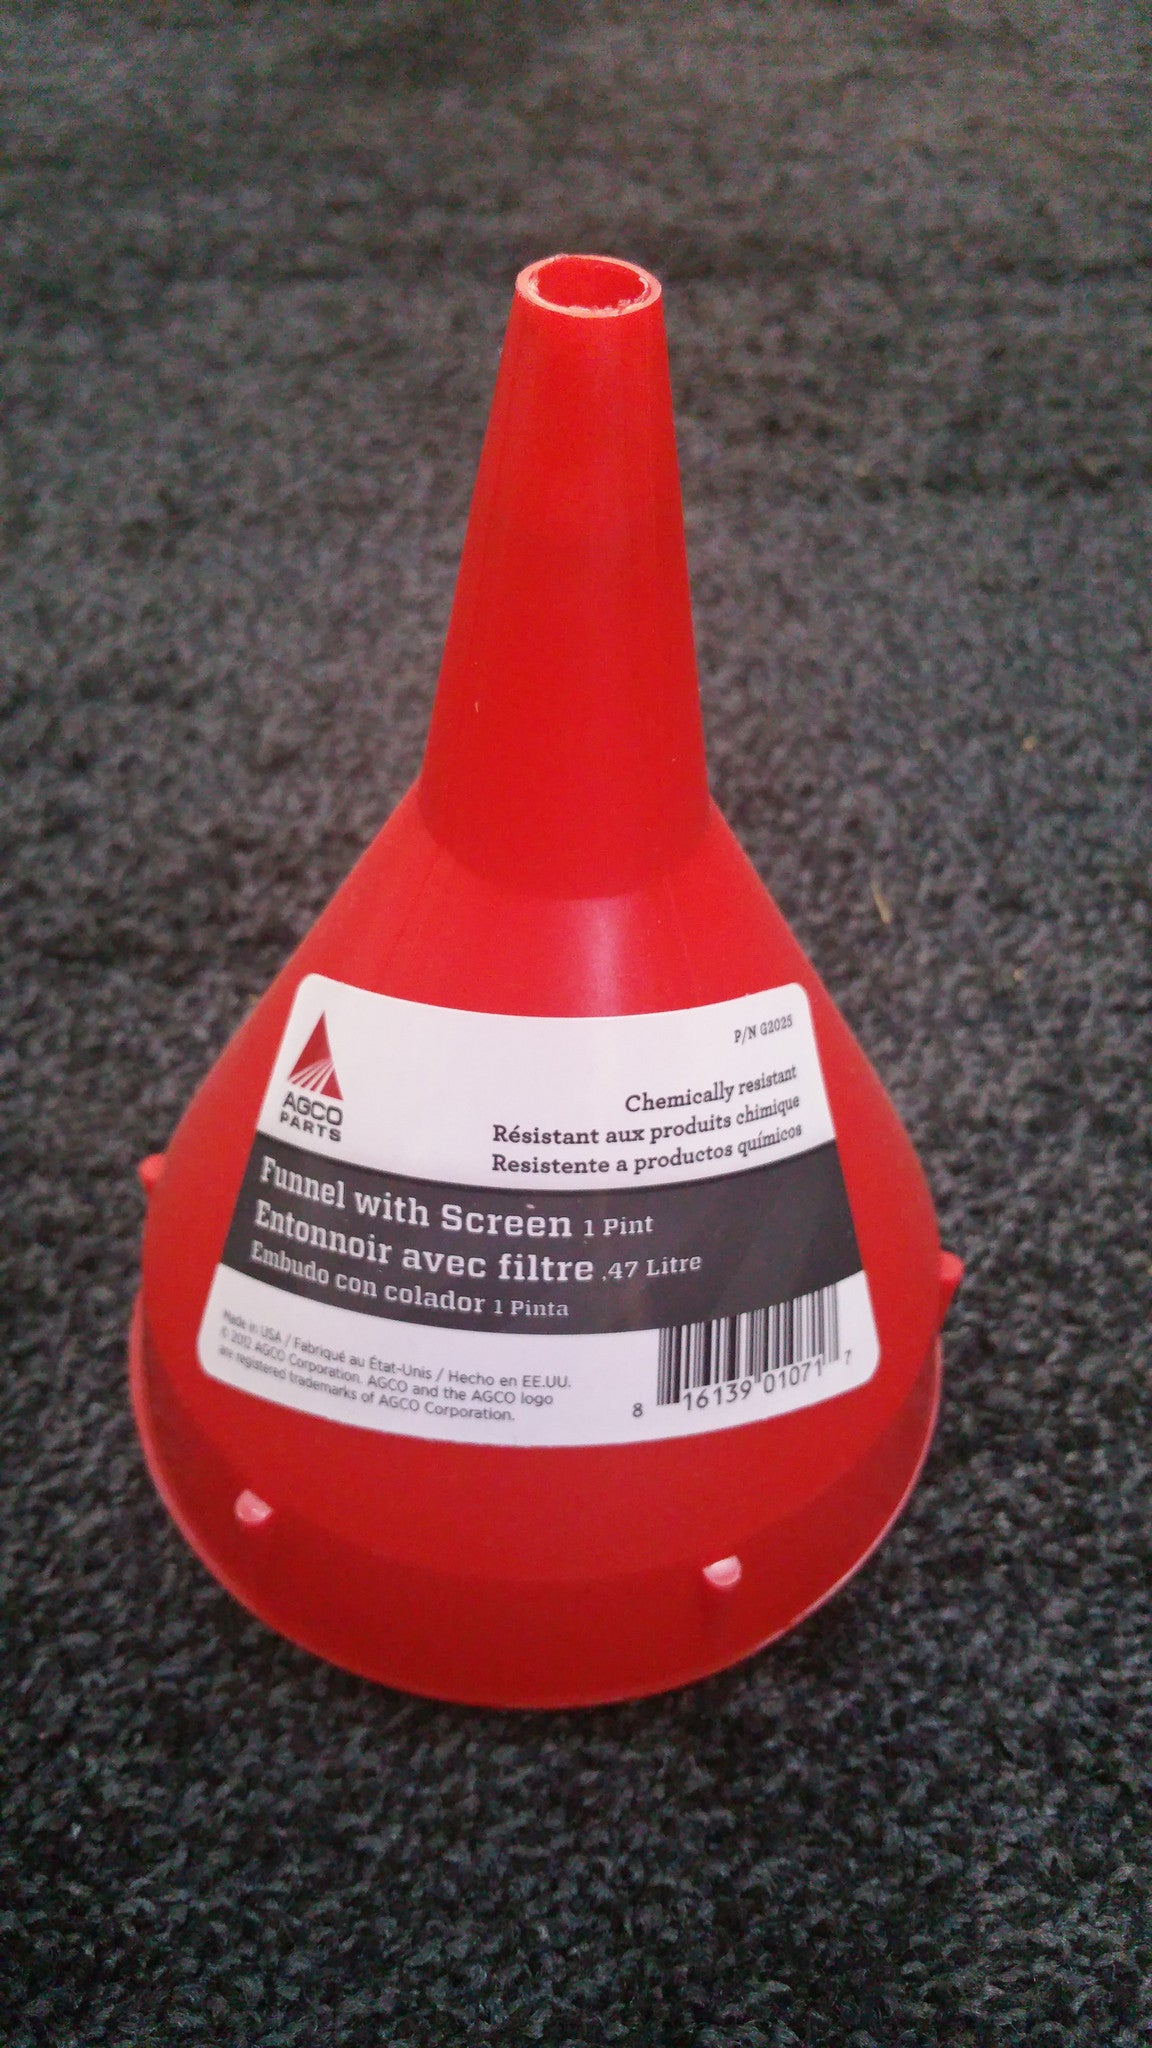 P/N G2025
AGCO
PARTS
Chemically resistant
Résistant aux produits chimique
Resistente a productos químicos
Funnel with Screen 1 Pint
Entonnoir avec filtre .47 Litre
Embudo con colador 1 Pinta
Made in USA / Fabriqué au État-Unis / Hecho en EE.UU.
© 2012 AGCO Corporation. AGCO and the AGCO logo
are registered trademarks of AGCO Corporation.
8 16139 01071 7